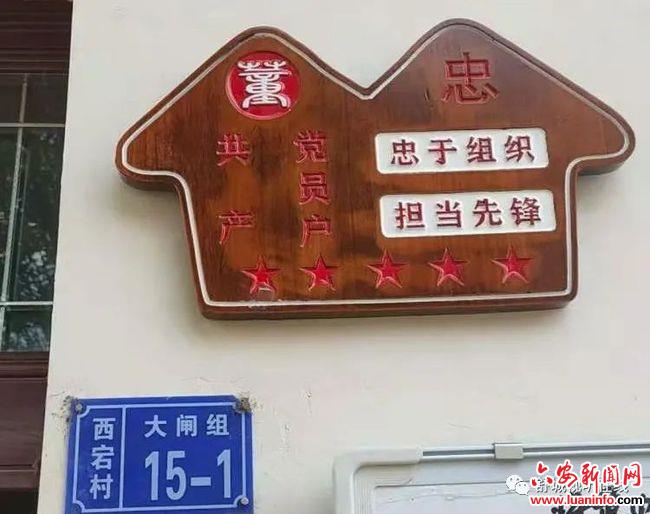 董
忠
共产
党员户
忠于组织
担当先锋
西宕村
大闸组
15-1
六安新闻网
www.luaninfo.com